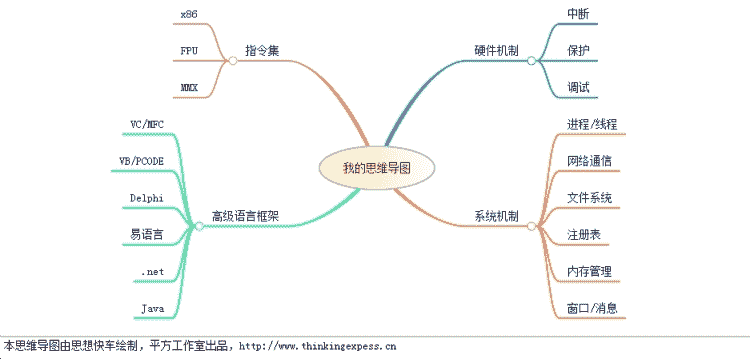 x86
FPU
MMX
指令集
VC/MFC
VB/PCODE
Delphi
易语言
.net
Java
高级语言框架
我的思维导图
硬件机制
中断
保护
调试
系统机制
进程/线程
网络通信
文件系统
注册表
内存管理
窗口/消息
本思维导图由思想快车绘制，平方工作室出品，http://www.thinkingexpess.cn